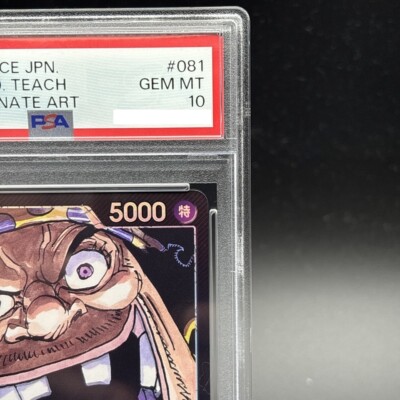 CE JPN. #081
. TEACH GEM MT
NATE ART 10
PSA
5000 特